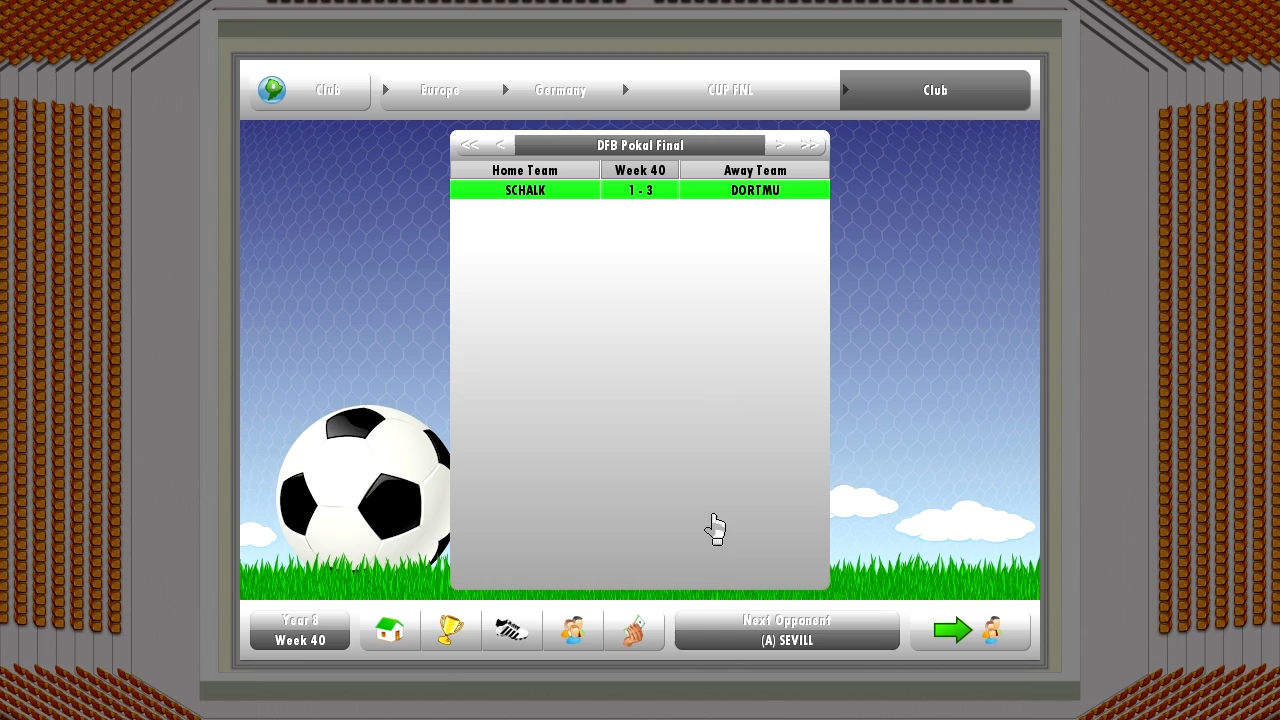 Club Europe Germany CUP FNL Club
<< < DFB Pokal Final > >>
Home Team Week 40 Away Team
SCHALK 1 - 3 DORTMU
Year 8 Next Opponent
Week 40 (A) SEVILL